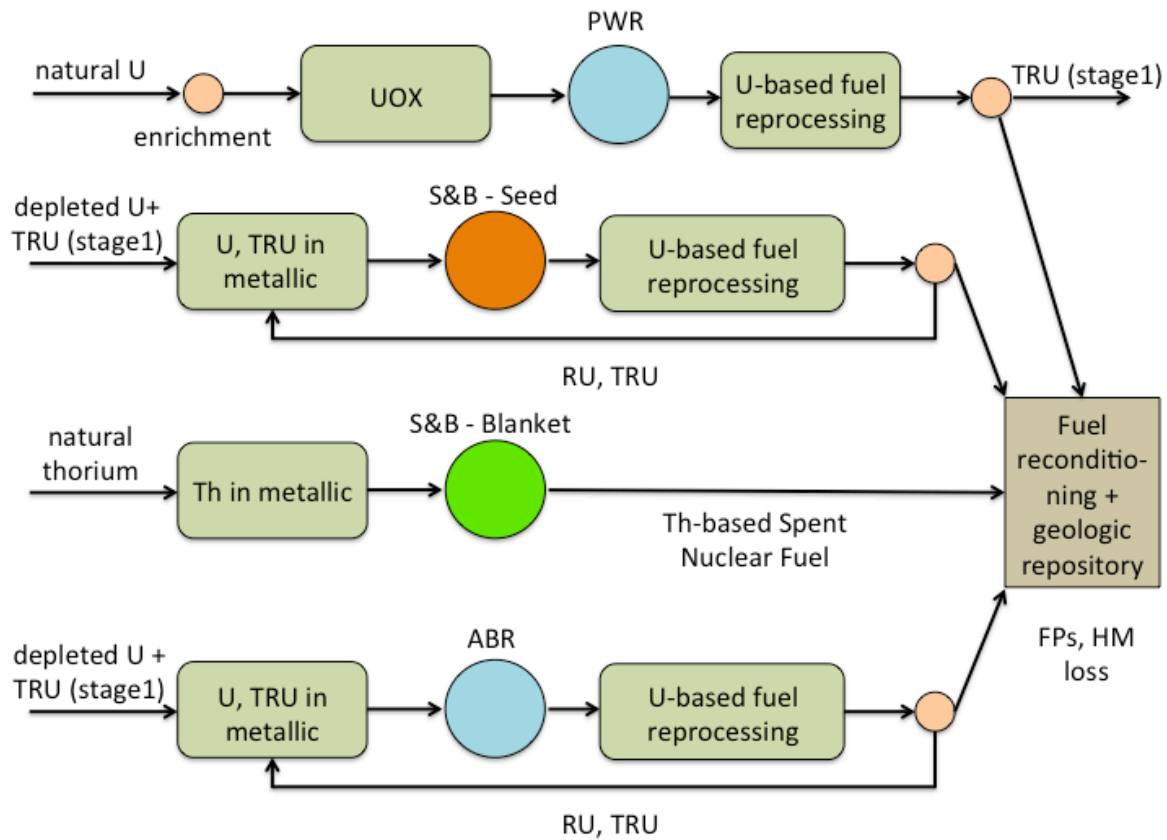 PWR
natural U
enrichment
UOX
U-based fuel
reprocessing
TRU (stage1)
depleted U+
TRU (stage1)
U, TRU in
metallic
S&B - Seed
U-based fuel
reprocessing
RU, TRU
natural
thorium
Th in metallic
S&B - Blanket
Th-based Spent
Nuclear Fuel
Fuel
reconditio-
ning +
geologic
repository
FPs, HM
loss
depleted U +
TRU (stage1)
U, TRU in
metallic
ABR
U-based fuel
reprocessing
RU, TRU